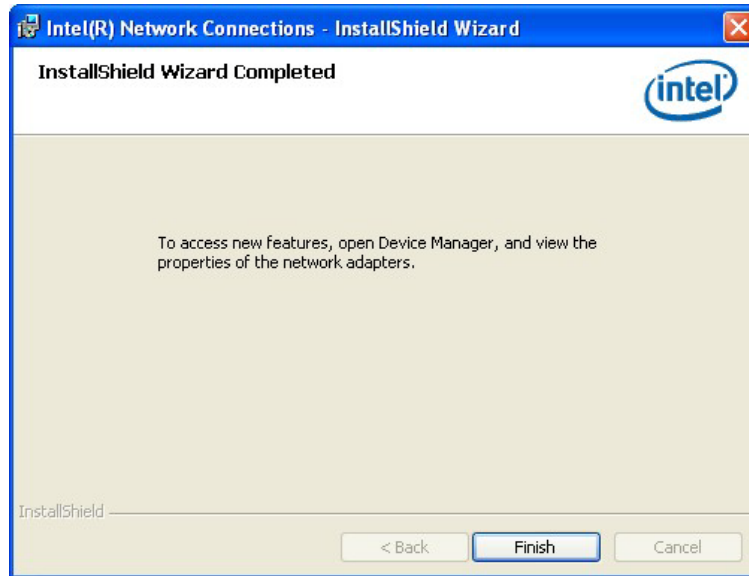 Intel(R) Network Connections - InstallShield Wizard
InstallShield Wizard Completed
intel
To access new features, open Device Manager, and view the
properties of the network adapters.
InstallShield
< Back
Finish
Cancel